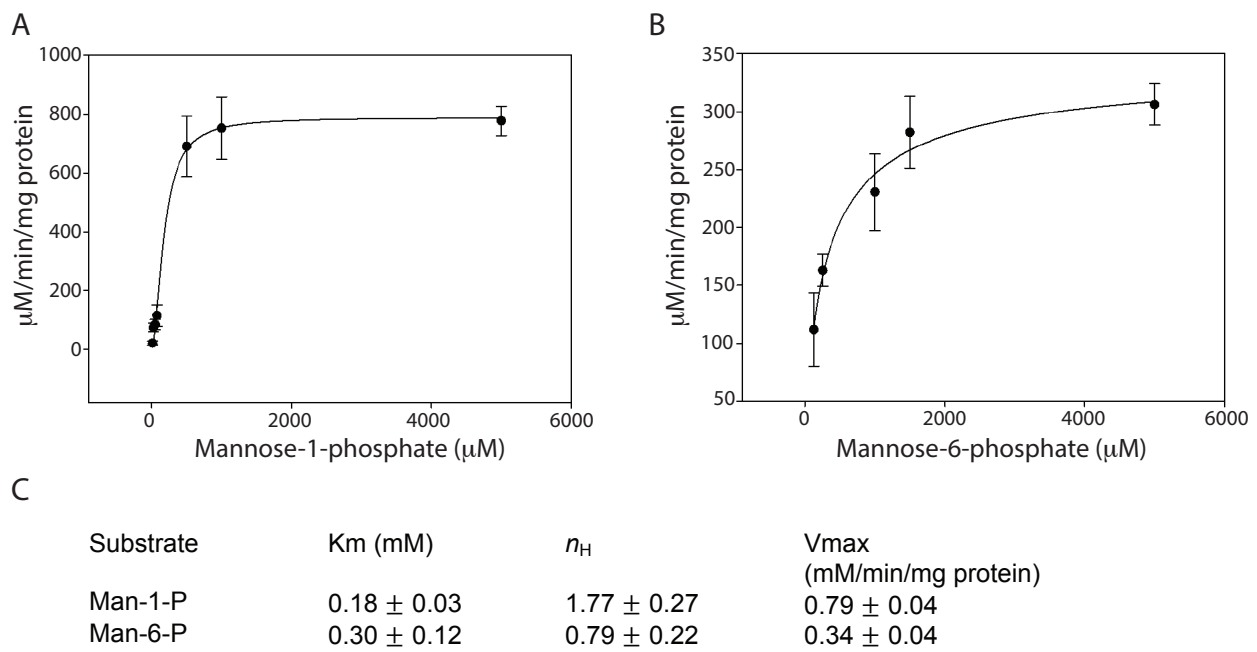 A
B
1000
800
600
400
200
0
μM/min/mg protein
0
2000
4000
6000
Mannose-1-phosphate (μM)
350
300
250
200
150
100
50
μM/min/mg protein
0
2000
4000
6000
Mannose-6-phosphate (μM)
C
Substrate Km (mM) nH Vmax
(mM/min/mg protein)
Man-1-P 0.18 ± 0.03 1.77 ± 0.27 0.79 ± 0.04
Man-6-P 0.30 ± 0.12 0.79 ± 0.22 0.34 ± 0.04